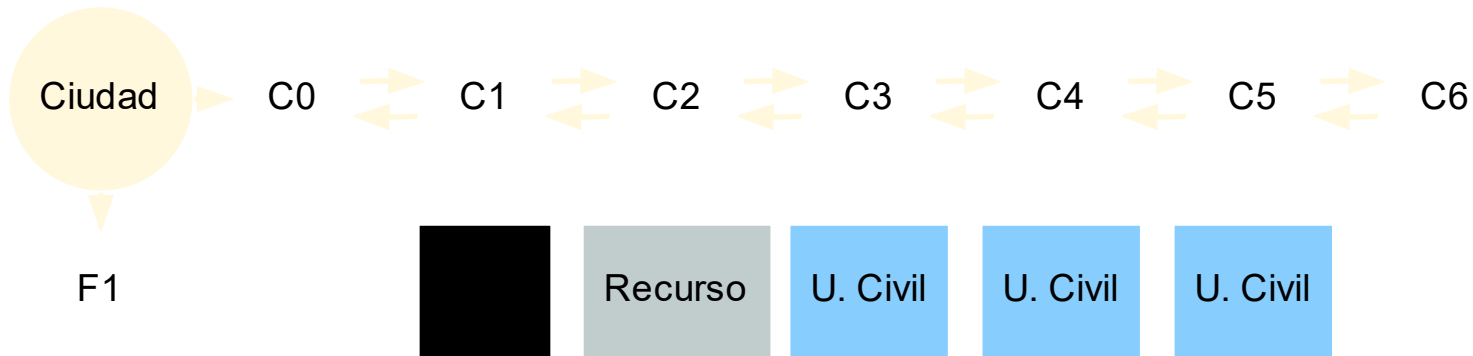 Ciudad C0 C1 C2 C3 C4 C5 C6
F1 Recurso U. Civil U. Civil U. Civil